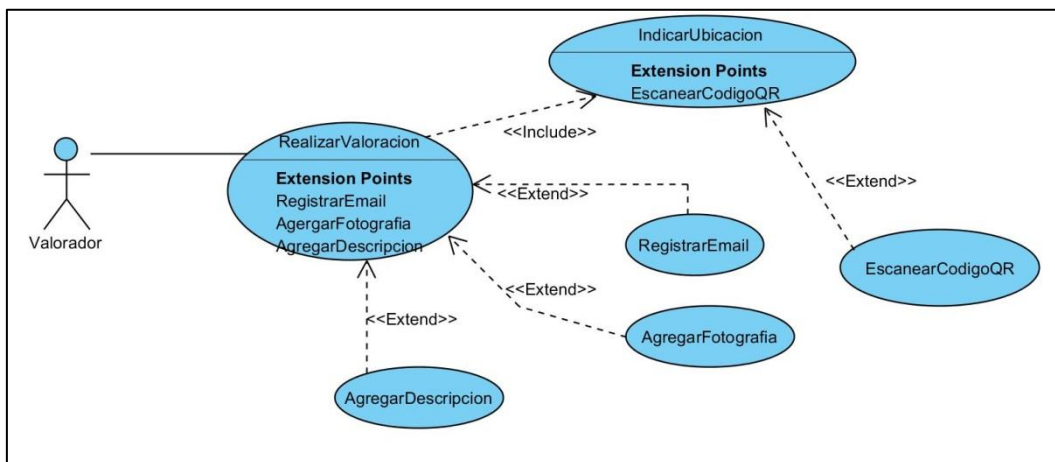 IndicarUbicacion
Extension Points
EscanearCodigoQR
<<Include>>
RealizarValoracion
Extension Points
RegistrarEmail
AgergarFotografia
AgregarDescripcion
Valorador
<<Extend>>
RegistrarEmail
<<Extend>>
EscanearCodigoQR
<<Extend>>
AgregarFotografia
<<Extend>>
AgregarDescripcion